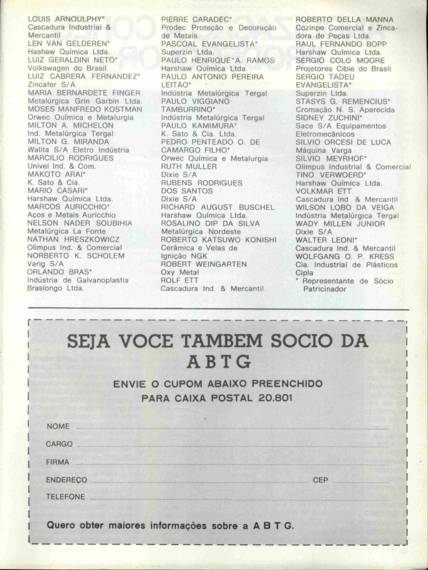 LOUIS ARNOULPHY*
Cascadura Industrial &
Mercantil
LEN VAN GELDEREN*
Hashaw Química Ltda.
LUIZ GERALDINI NETO*
Volkswagen do Brasil
LUIZ CABRERA FERNANDEZ*
Zincafer S/A
MARIA BERNARDETE FINGER
Metalúrgica Grin Garbin Ltda.
MOSES MANFREDO KOSTMAN
Orwec Química e Metalurgia
MILTON A. MICHELON
Ind. Metalúrgica Tergal
MILTON G. MIRANDA
Walita S/A Eletro Indústria
MARCILIO RODRIGUES
Univel Ind. & Com.
MAKOTO ARAI*
K. Sato & Cia.
MARIO CASARI*
Harshaw Química Ltda.
MARCOS AURICCHIO*
Aços e Metais Auricchio
NELSON NADER SOUBIHIA
Metalúrgica La Fonte
NATHAN HRESZKOWICZ
Olimpus Ind. & Comercial
NORBERTO K. SCHOLEM
Varig S/A
ORLANDO BRAS*
Indústria de Galvanoplastia
Braslongo Ltda.
PIERRE CARADEC*
Prodec Proteção e Decoração
de Metais
PASCOAL EVANGELISTA*
Superzin Ltda.
PAULO HENRIQUE A. RAMOS
Harshaw Química Ltda.
PAULO ANTONIO PEREIRA
LEITÃO*
Indústria Metalúrgica Tergal
PAULO VIGGIANO
TAMBURRINO*
Indústria Metalúrgica Tergal
PAULO KAMIMURA*
K. Sato & Cia. Ltda.
PEDRO PENTEADO O. DE
CAMARGO FILHO*
Orwec Química e Metalurgia
RUTH MULLER
Dixie S/A
RUBENS RODRIGUES
DOS SANTOS
Dixie S/A
RICHARD AUGUST BUSCHEL
Harshaw Química Ltda.
ROSALINO DIP DA SILVA
Metalúrgica Nordeste
ROBERTO KATSUWO KONISHI
Cerâmica e Velas de
Ignição NGK
ROBERT WEINGARTEN
Oxy Metal
ROLF ETT
Cascadura Ind. & Mercantil
ROBERTO DELLA MANNA
Cozinpe Comercial e Zinca-
dora de Peças Ltda.
RAUL FERNANDO BOPP
Harshaw Química Ltda.
SERGIO COLO MOORE
Projetores Cibie do Brasil
SERGIO TADEU
EVANGELISTA*
Superzin Ltda.
STASYS G. REMENCIUS*
Cromação N. S. Aparecida
SIDNEY ZUCHINI*
Sace S/A Equipamentos
Eletromecânicos
SILVIO ORCESI DE LUCA
Máquina Varga
SILVIO MEYRHOF*
Olimpus Industrial & Comercial
TINO VERWOERD*
Harshaw Química Ltda.
VOLKMAR ETT
Cascadura Ind. & Mercantil
WILSON LOBO DA VEIGA
Indústria Metalúrgica Tergal
WADY MILLEN JUNIOR
Dixie S/A
WALTER LEONI*
Cascadura Ind. & Mercantil
WOLFGANG O. P. KRESS
Cia. Industrial de Plásticos
Cipla
* Representante de Sócio
Patrocinador
SEJA VOCE TAMBEM SOCIO DA
ABTG
ENVIE O CUPOM ABAIXO PREENCHIDO
PARA CAIXA POSTAL 20.801
NOME
CARGO
FIRMA
ENDEREÇO CEP
TELEFONE
Quero obter maiores informações sobre a A B T G.